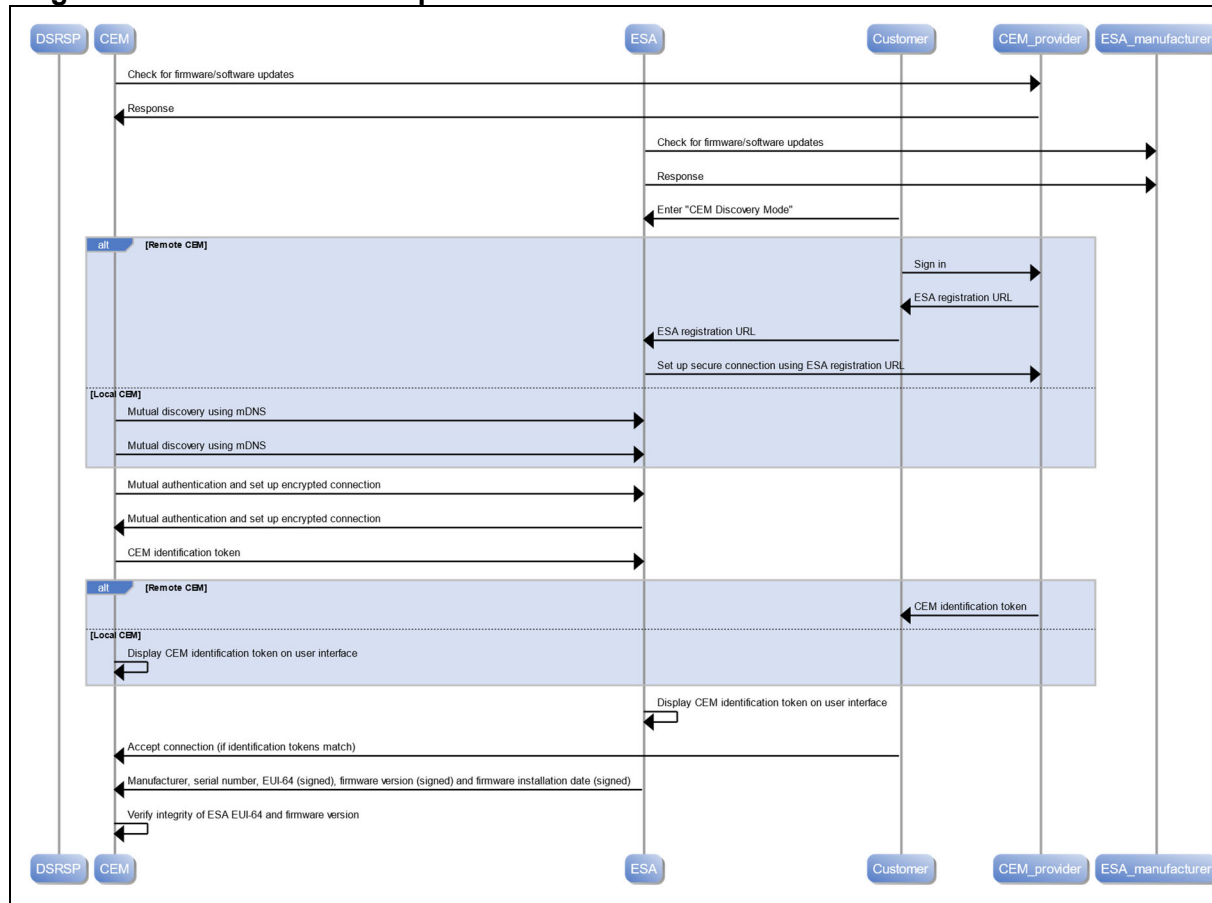 DSRSP CEM ESA Customer CEM_provider ESA_manufacturer
Check for firmware/software updates
Response
Check for firmware/software updates
Response
Enter "CEM Discovery Mode"
alt [Remote CEM]
Sign in
ESA registration URL
ESA registration URL
Set up secure connection using ESA registration URL
[Local CEM]
Mutual discovery using mDNS
Mutual discovery using mDNS
Mutual authentication and set up encrypted connection
Mutual authentication and set up encrypted connection
CEM identification token
alt [Remote CEM]
CEM identification token
[Local CEM]
Display CEM identification token on user interface
Display CEM identification token on user interface
Accept connection (if identification tokens match)
Manufacturer, serial number, EUI-64 (signed), firmware version (signed) and firmware installation date (signed)
Verify integrity of ESA EUI-64 and firmware version
DSRSP CEM ESA Customer CEM_provider ESA_manufacturer